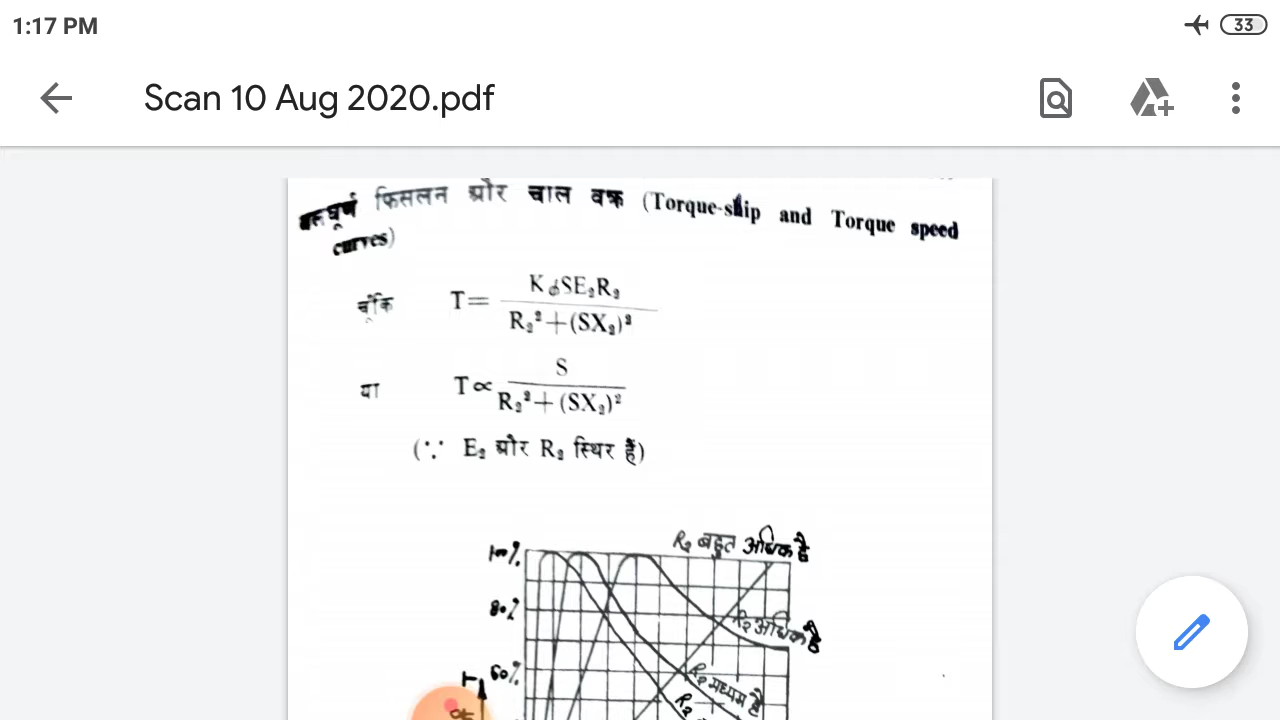 1:17 PM
33
Scan 10 Aug 2020.pdf
फिसलन और चाल वक्र (Torque-slip and Torque speed
curves)
चूंकि T= KϕSE₂R₂
R₂²+(SX₂)²
या T∝ S
R₂²+(SX₂)²
(∵ E₂ और R₂ स्थिर हैं)
R₂ बहुत अधिक है
100%
80%
R₂ अधिक है
T 60%
R₂ मध्यम है
R₂